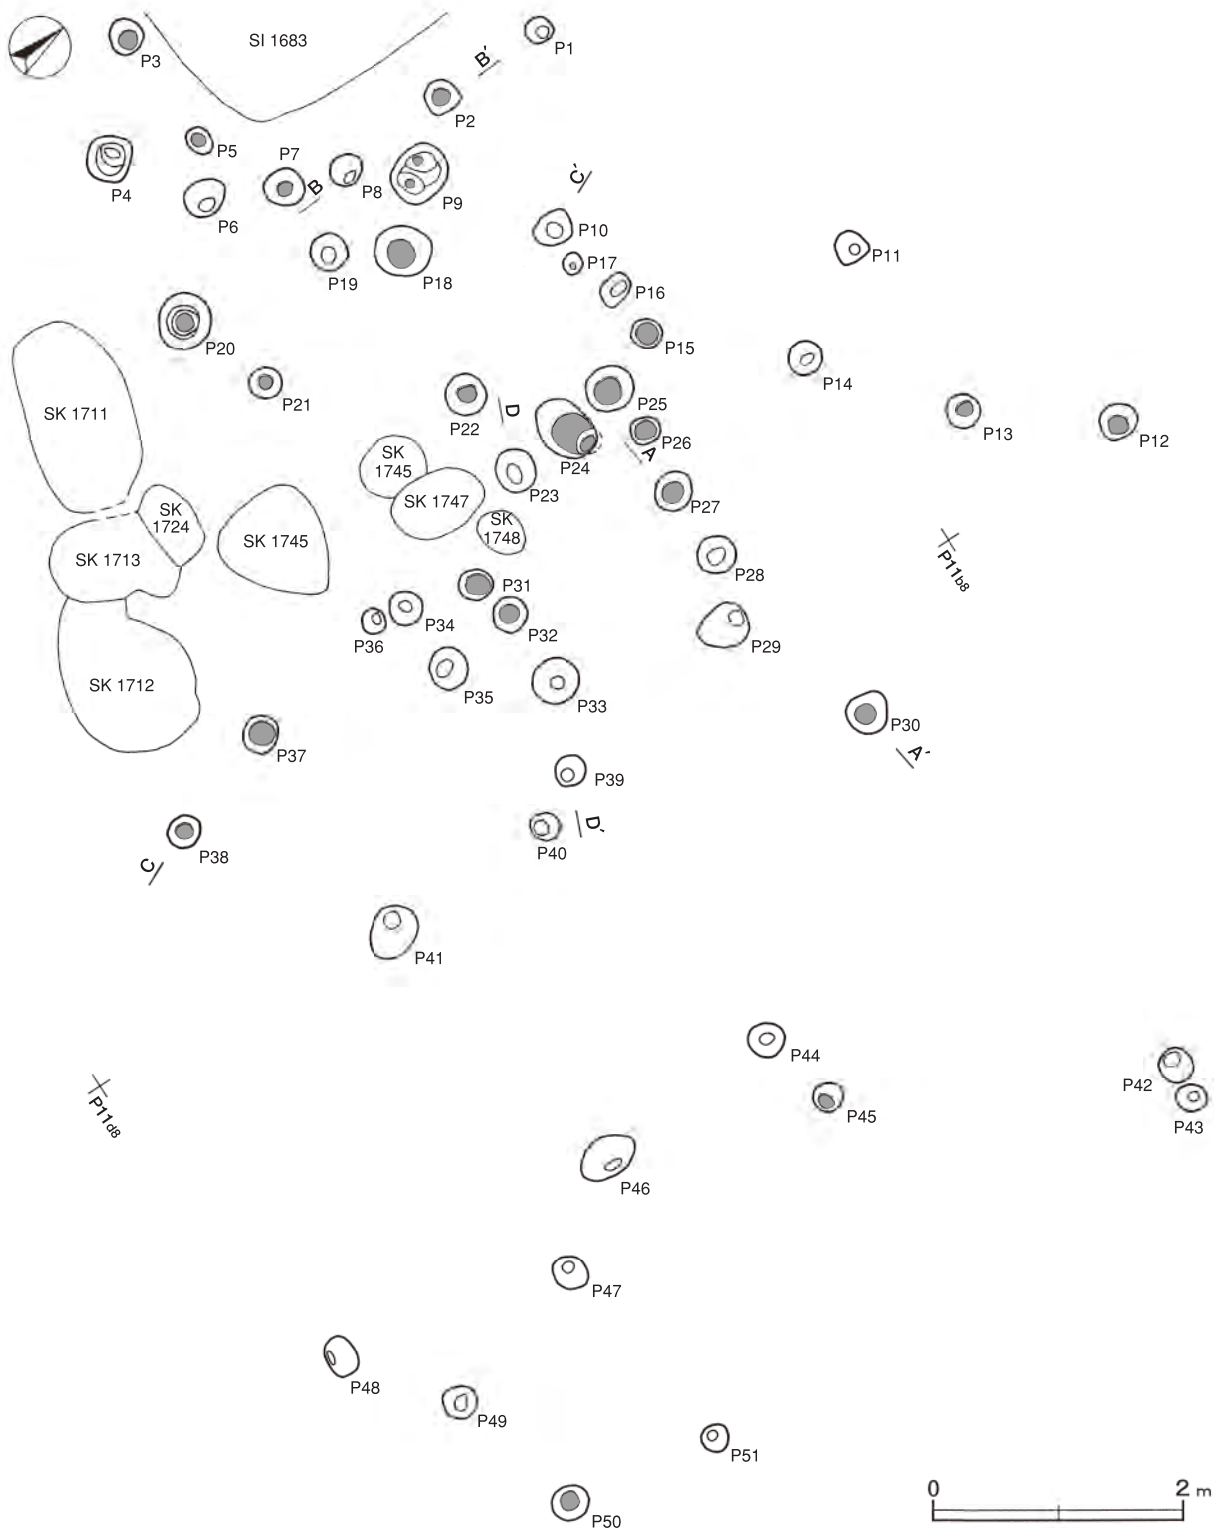 SI 1683
P1
P3
B′
P2
P5
P7
P8
B
P4
P9
P6
C′
P10
P11
P17
P19
P18
P16
P20
P15
P14
P21
P25
SK 1711
D
P22
P13
P12
P26
SK
1745
P24
A
P23
SK 1747
P27
SK
1724
SK
1748
SK 1745
SK 1713
P11b8
P28
P31
P34
P32
P36
P29
SK 1712
P35
P33
P30
A′
P37
P39
D′
P40
P38
C
P41
P44
P42
P45
P43
P11d8
P46
P47
P48
P49
P51
0
2 m
P50